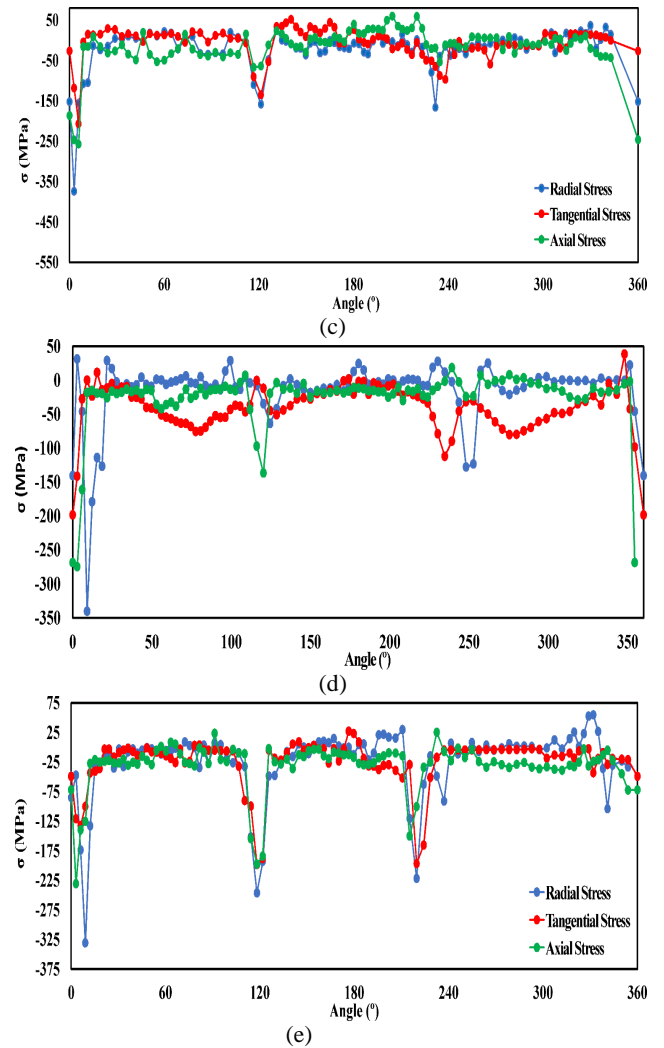 50
-50
-150
-250
-350
-450
-550
σ (MPa)
Radial Stress
Tangential Stress
Axial Stress
0 60 120 180 240 300 360
Angle (º)
(c)
50
0
-50
-100
-150
-200
-250
-300
-350
σ (MPa)
0 50 100 150 200 250 300 350
Angle (º)
(d)
75
25
-25
-75
-125
-175
-225
-275
-325
-375
σ (MPa)
Radial Stress
Tangential Stress
Axial Stress
0 60 120 180 240 300 360
Angle (º)
(e)